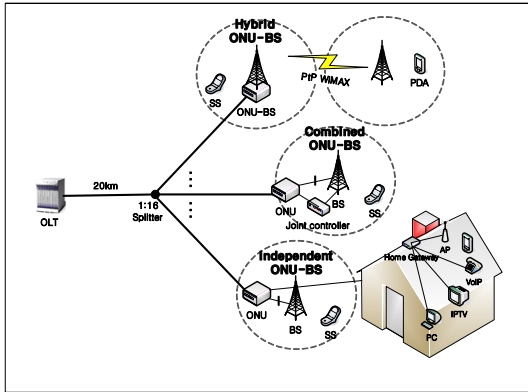 Hybrid
ONU-BS
SS
ONU-BS
PtP WiMAX
PDA
Combined
ONU-BS
20km
1:16
Splitter
OLT
ONU
BS
Joint controller
SS
Independent
ONU-BS
ONU
BS
SS
Home Gateway
AP
VoIP
IPTV
PC